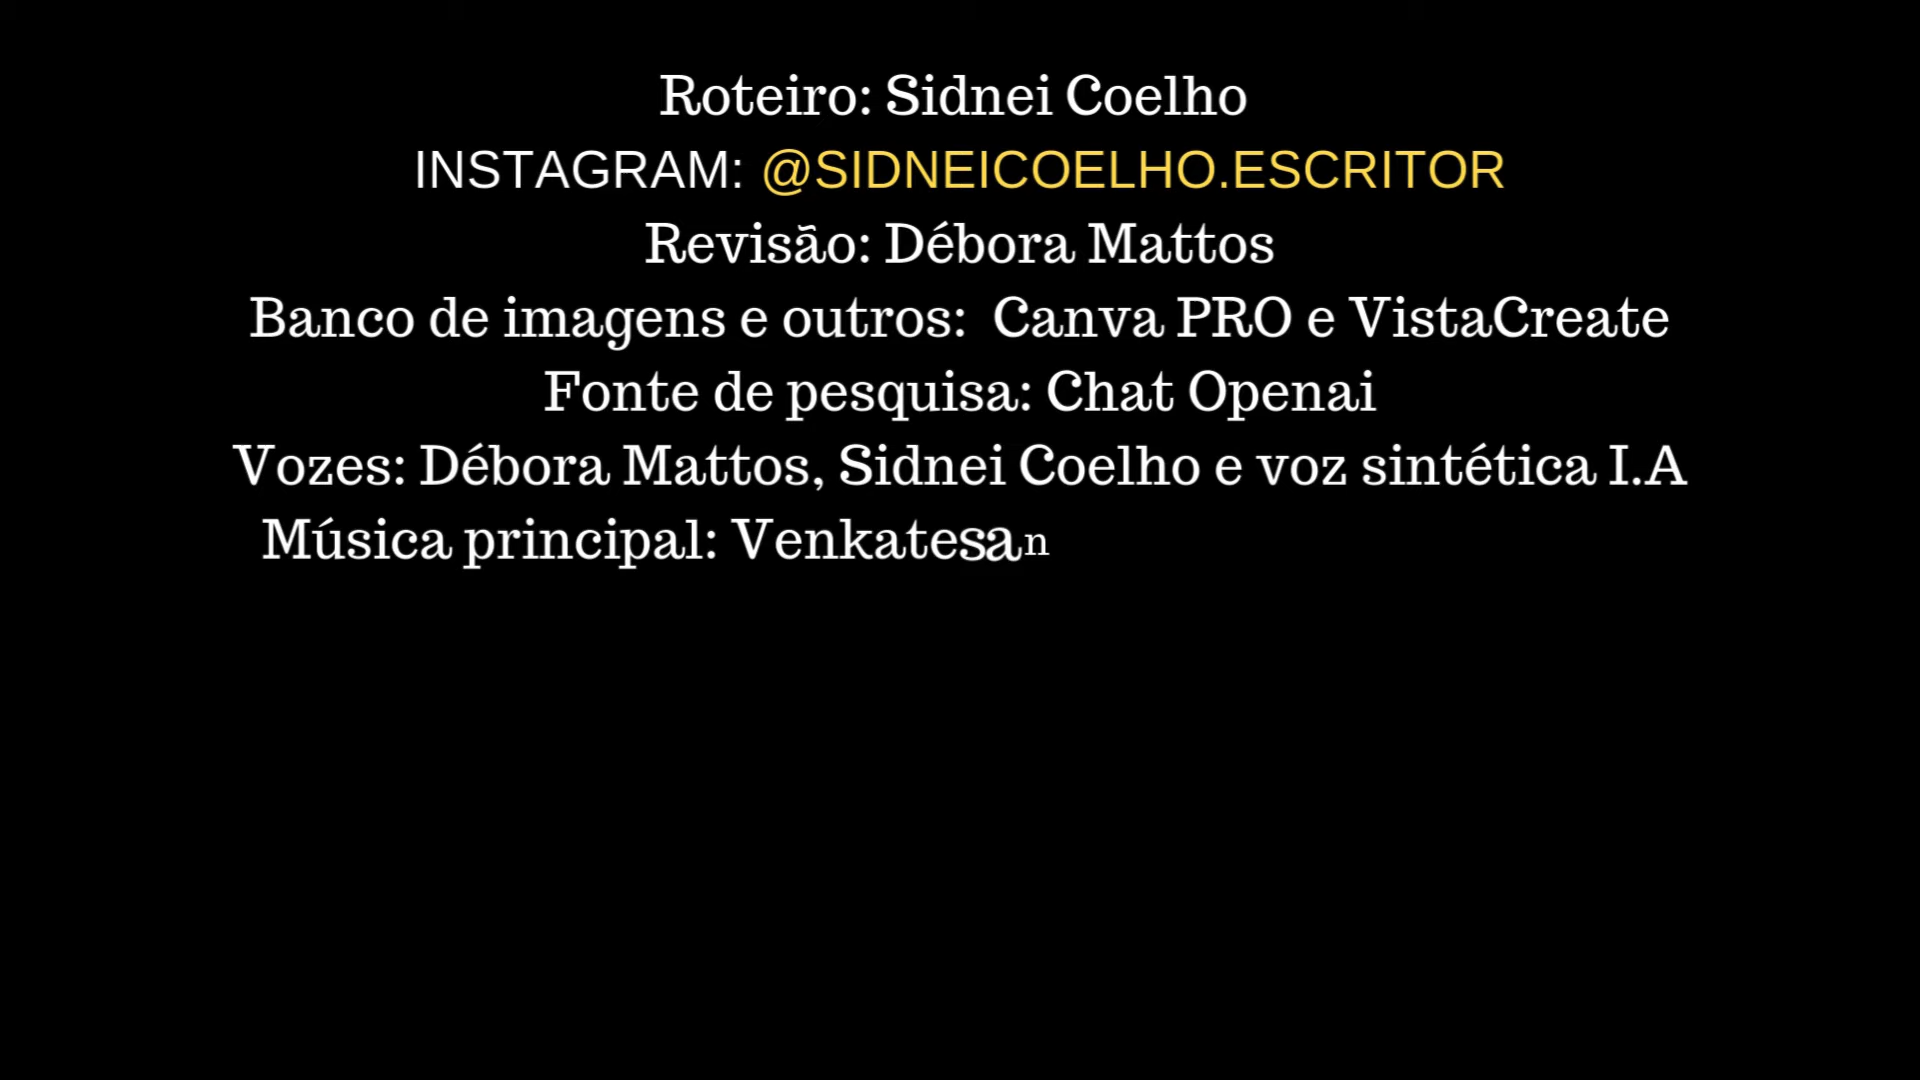 Roteiro: Sidnei Coelho
INSTAGRAM: @SIDNEICOELHO.ESCRITOR
Revisão: Débora Mattos
Banco de imagens e outros: Canva PRO e VistaCreate
Fonte de pesquisa: Chat Openai
Vozes: Débora Mattos, Sidnei Coelho e voz sintética I.A
Música principal: Venkatesan